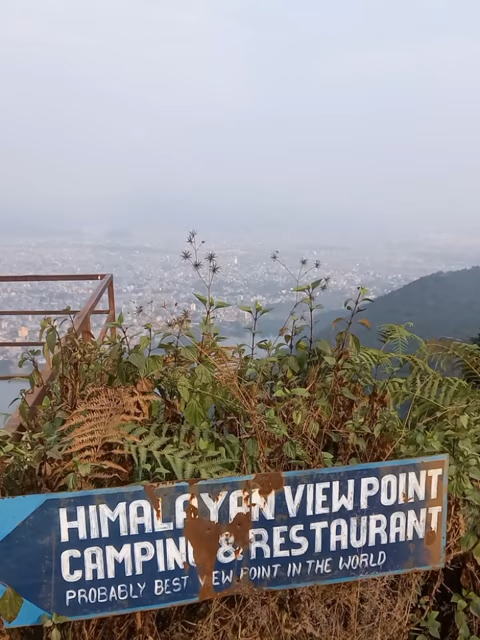 HIMALAYAN VIEW POINT
CAMPING & RESTAURANT
PROBABLY BEST VIEW POINT IN THE WORLD